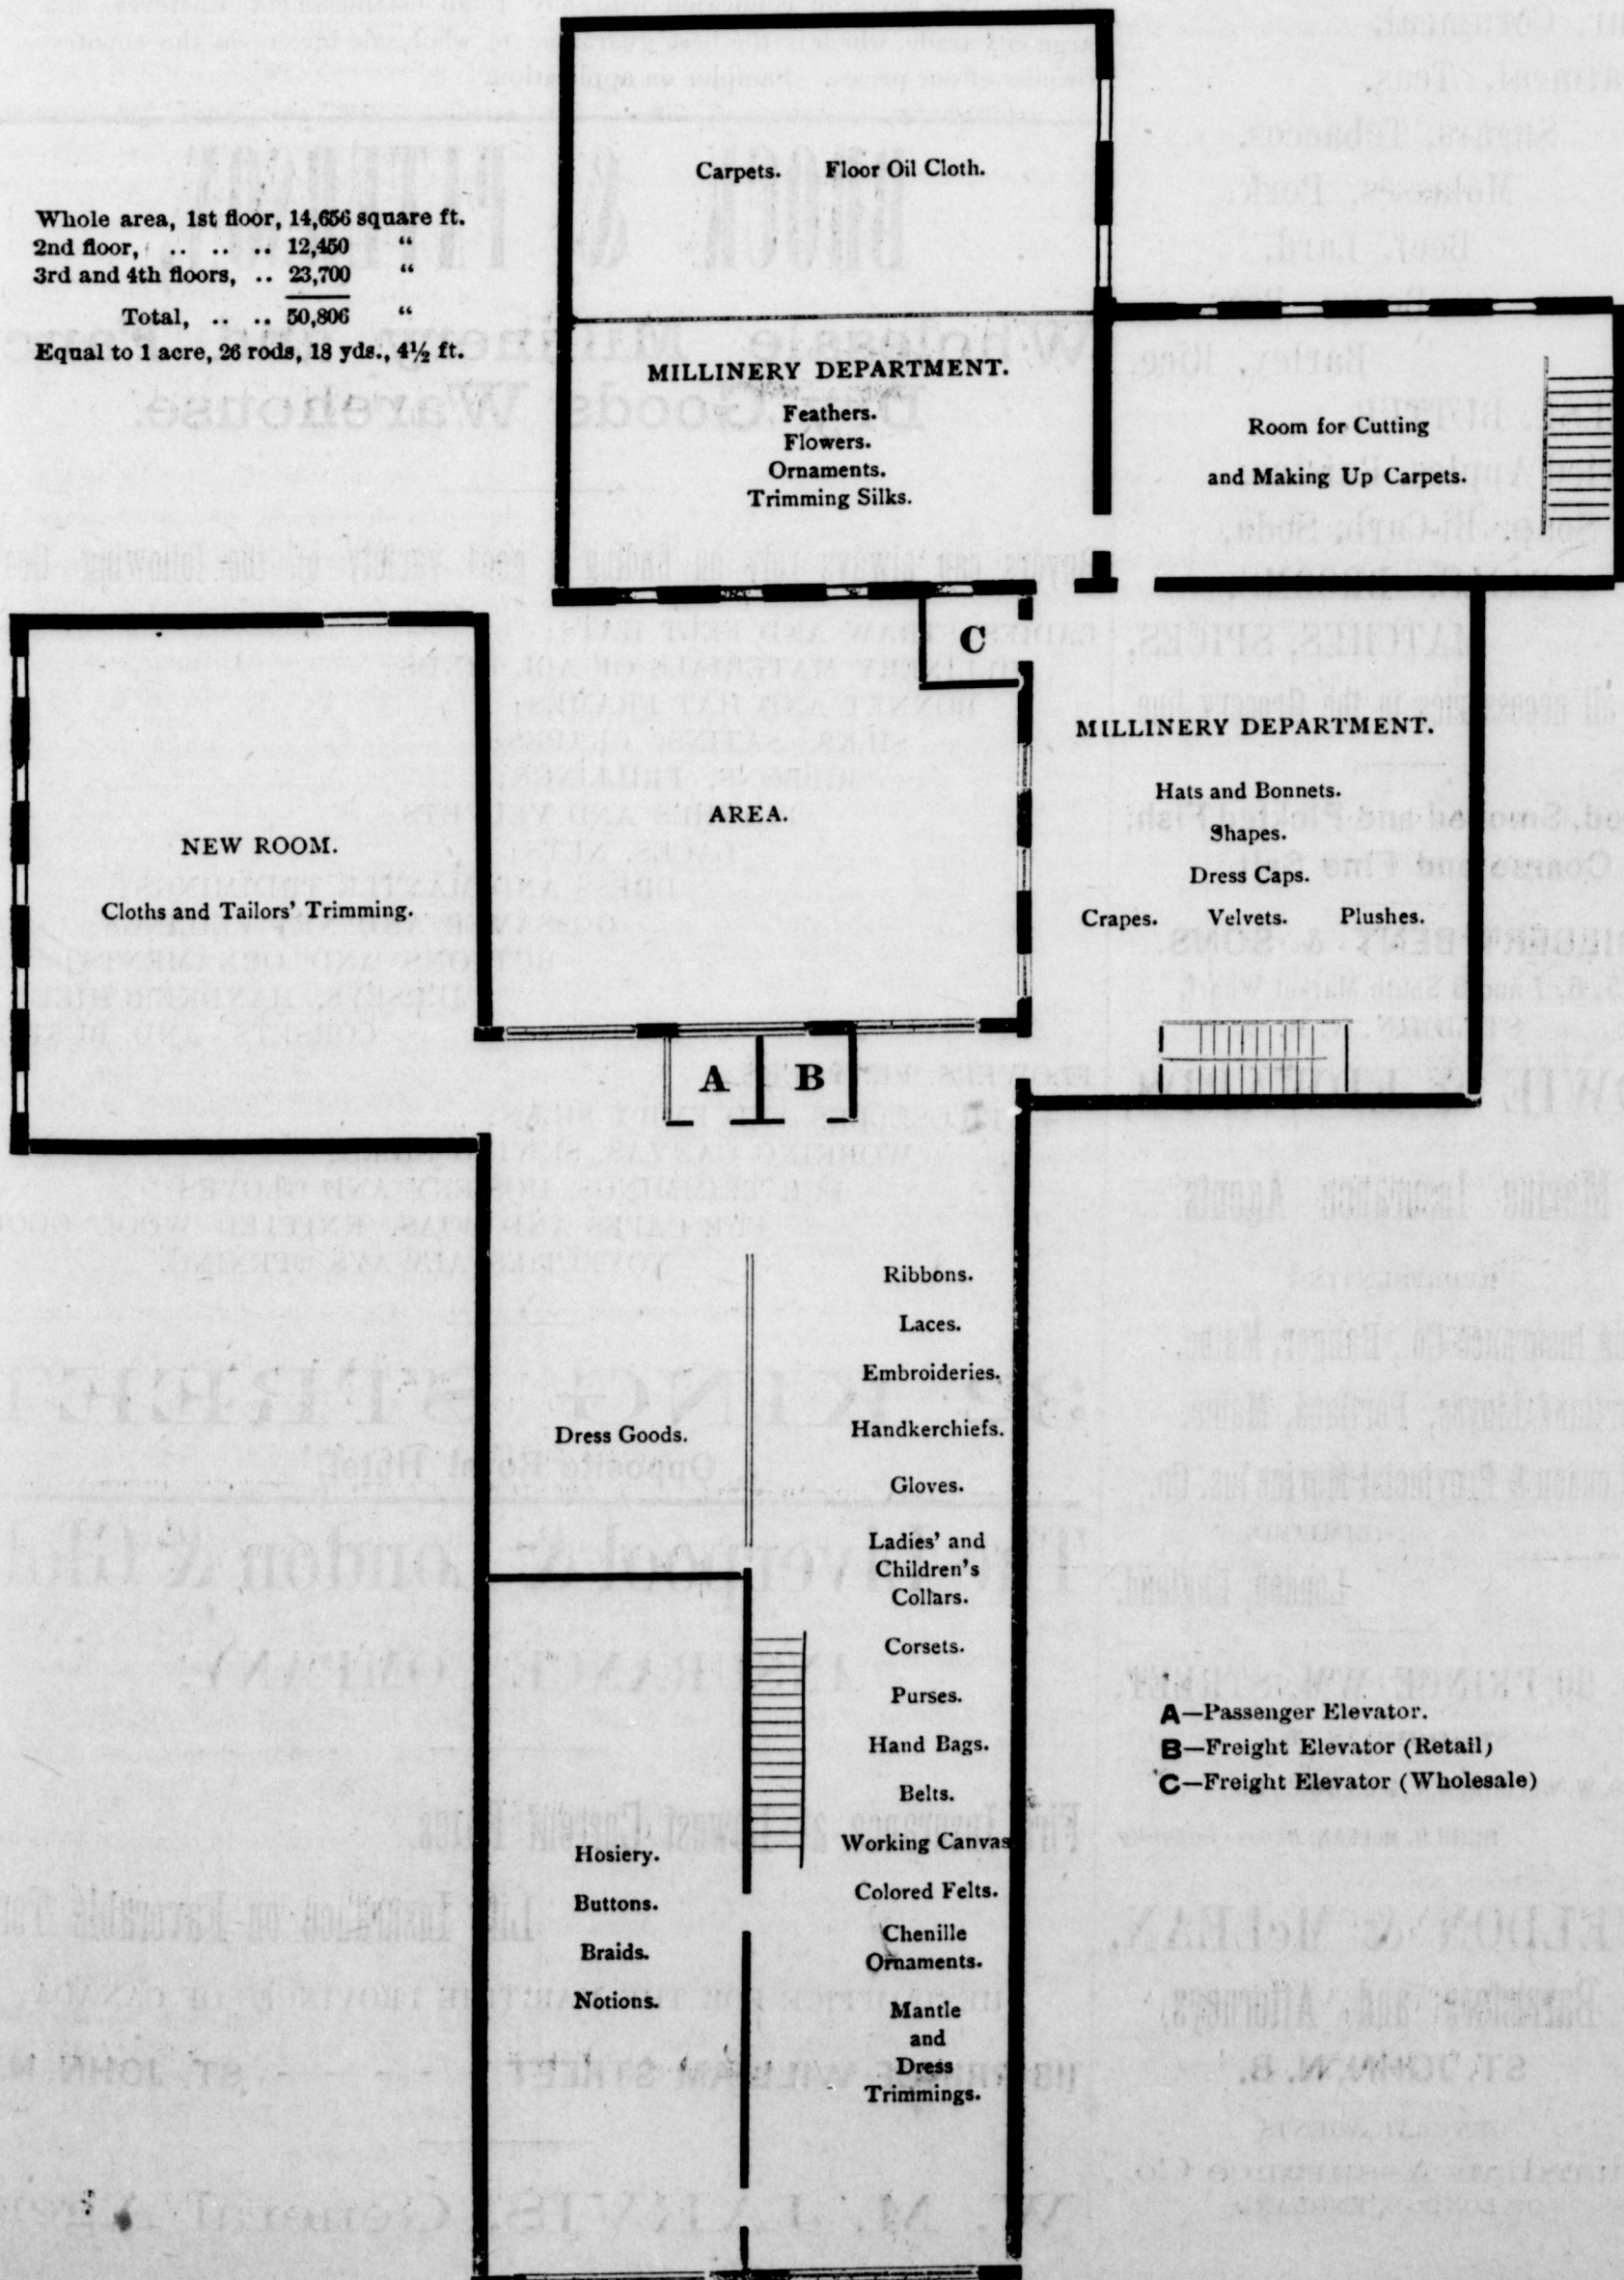 Whole area, 1st floor, 14,656 square ft.
2nd floor, .. .. .. 12,450 "
3rd and 4th floors, .. 23,700 "
Total, .. .. 50,806 "
Equal to 1 acre, 26 rods, 18 yds., 4½ ft.
Carpets. Floor Oil Cloth.
MILLINERY DEPARTMENT.
Feathers.
Flowers.
Ornaments.
Trimming Silks.
Room for Cutting
and Making Up Carpets.
C
NEW ROOM.
Cloths and Tailors' Trimming.
AREA.
MILLINERY DEPARTMENT.
Hats and Bonnets.
Shapes.
Dress Caps.
Crapes. Velvets. Plushes.
A B
Dress Goods.
Ribbons.
Laces.
Embroideries.
Handkerchiefs.
Gloves.
Ladies' and
Children's
Collars.
Corsets.
Purses.
Hand Bags.
Belts.
Working Canvas
Colored Felts.
Chenille
Ornaments.
Mantle
and
Dress
Trimmings.
Hosiery.
Buttons.
Braids.
Notions.
A—Passenger Elevator.
B—Freight Elevator (Retail)
C—Freight Elevator (Wholesale)